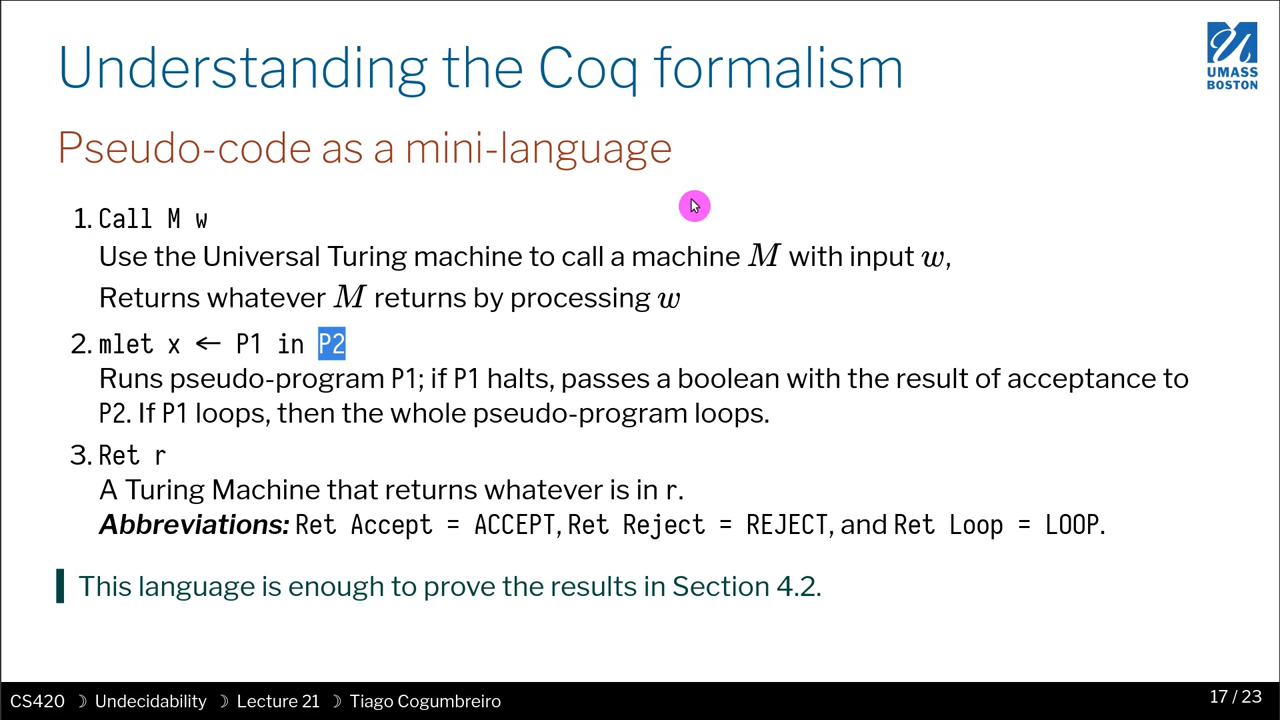 Understanding the Coq formalism
UMASS
BOSTON
Pseudo-code as a mini-language
1. Call M w
Use the Universal Turing machine to call a machine M with input w,
Returns whatever M returns by processing w
2. mlet x ← P1 in P2
Runs pseudo-program P1; if P1 halts, passes a boolean with the result of acceptance to
P2. If P1 loops, then the whole pseudo-program loops.
3. Ret r
A Turing Machine that returns whatever is in r.
Abbreviations: Ret Accept = ACCEPT, Ret Reject = REJECT, and Ret Loop = LOOP.
This language is enough to prove the results in Section 4.2.
CS420 ☽ Undecidability ☽ Lecture 21 ☽ Tiago Cogumbreiro
17 / 23